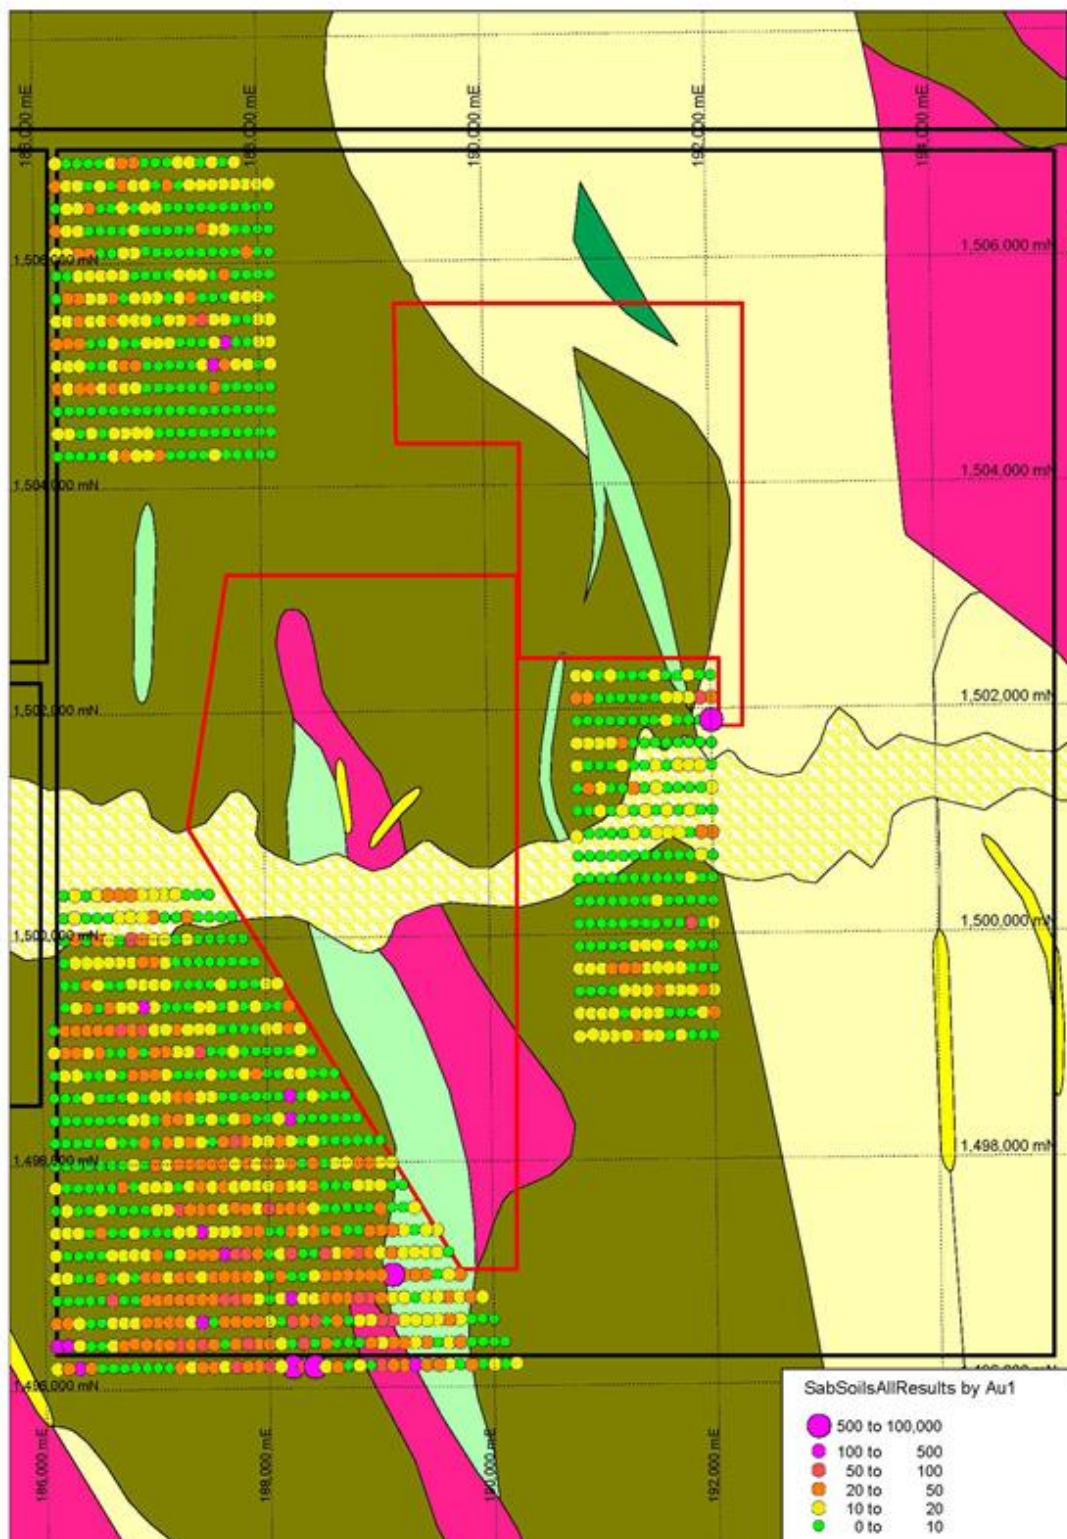 186,000 mE
188,000 mE
190,000 mE
192,000 mE
194,000 mE
1,506,000 mN
1,506,000 mN
1,504,000 mN
1,504,000 mN
1,502,000 mN
1,502,000 mN
1,500,000 mN
1,500,000 mN
1,498,000 mN
1,498,000 mN
1,496,000 mN
1,496,000 mN
186,000 mE
188,000 mE
190,000 mE
192,000 mE
SabSoilsAllResults by Au1
500 to 100,000
100 to 500
50 to 100
20 to 50
10 to 20
0 to 10